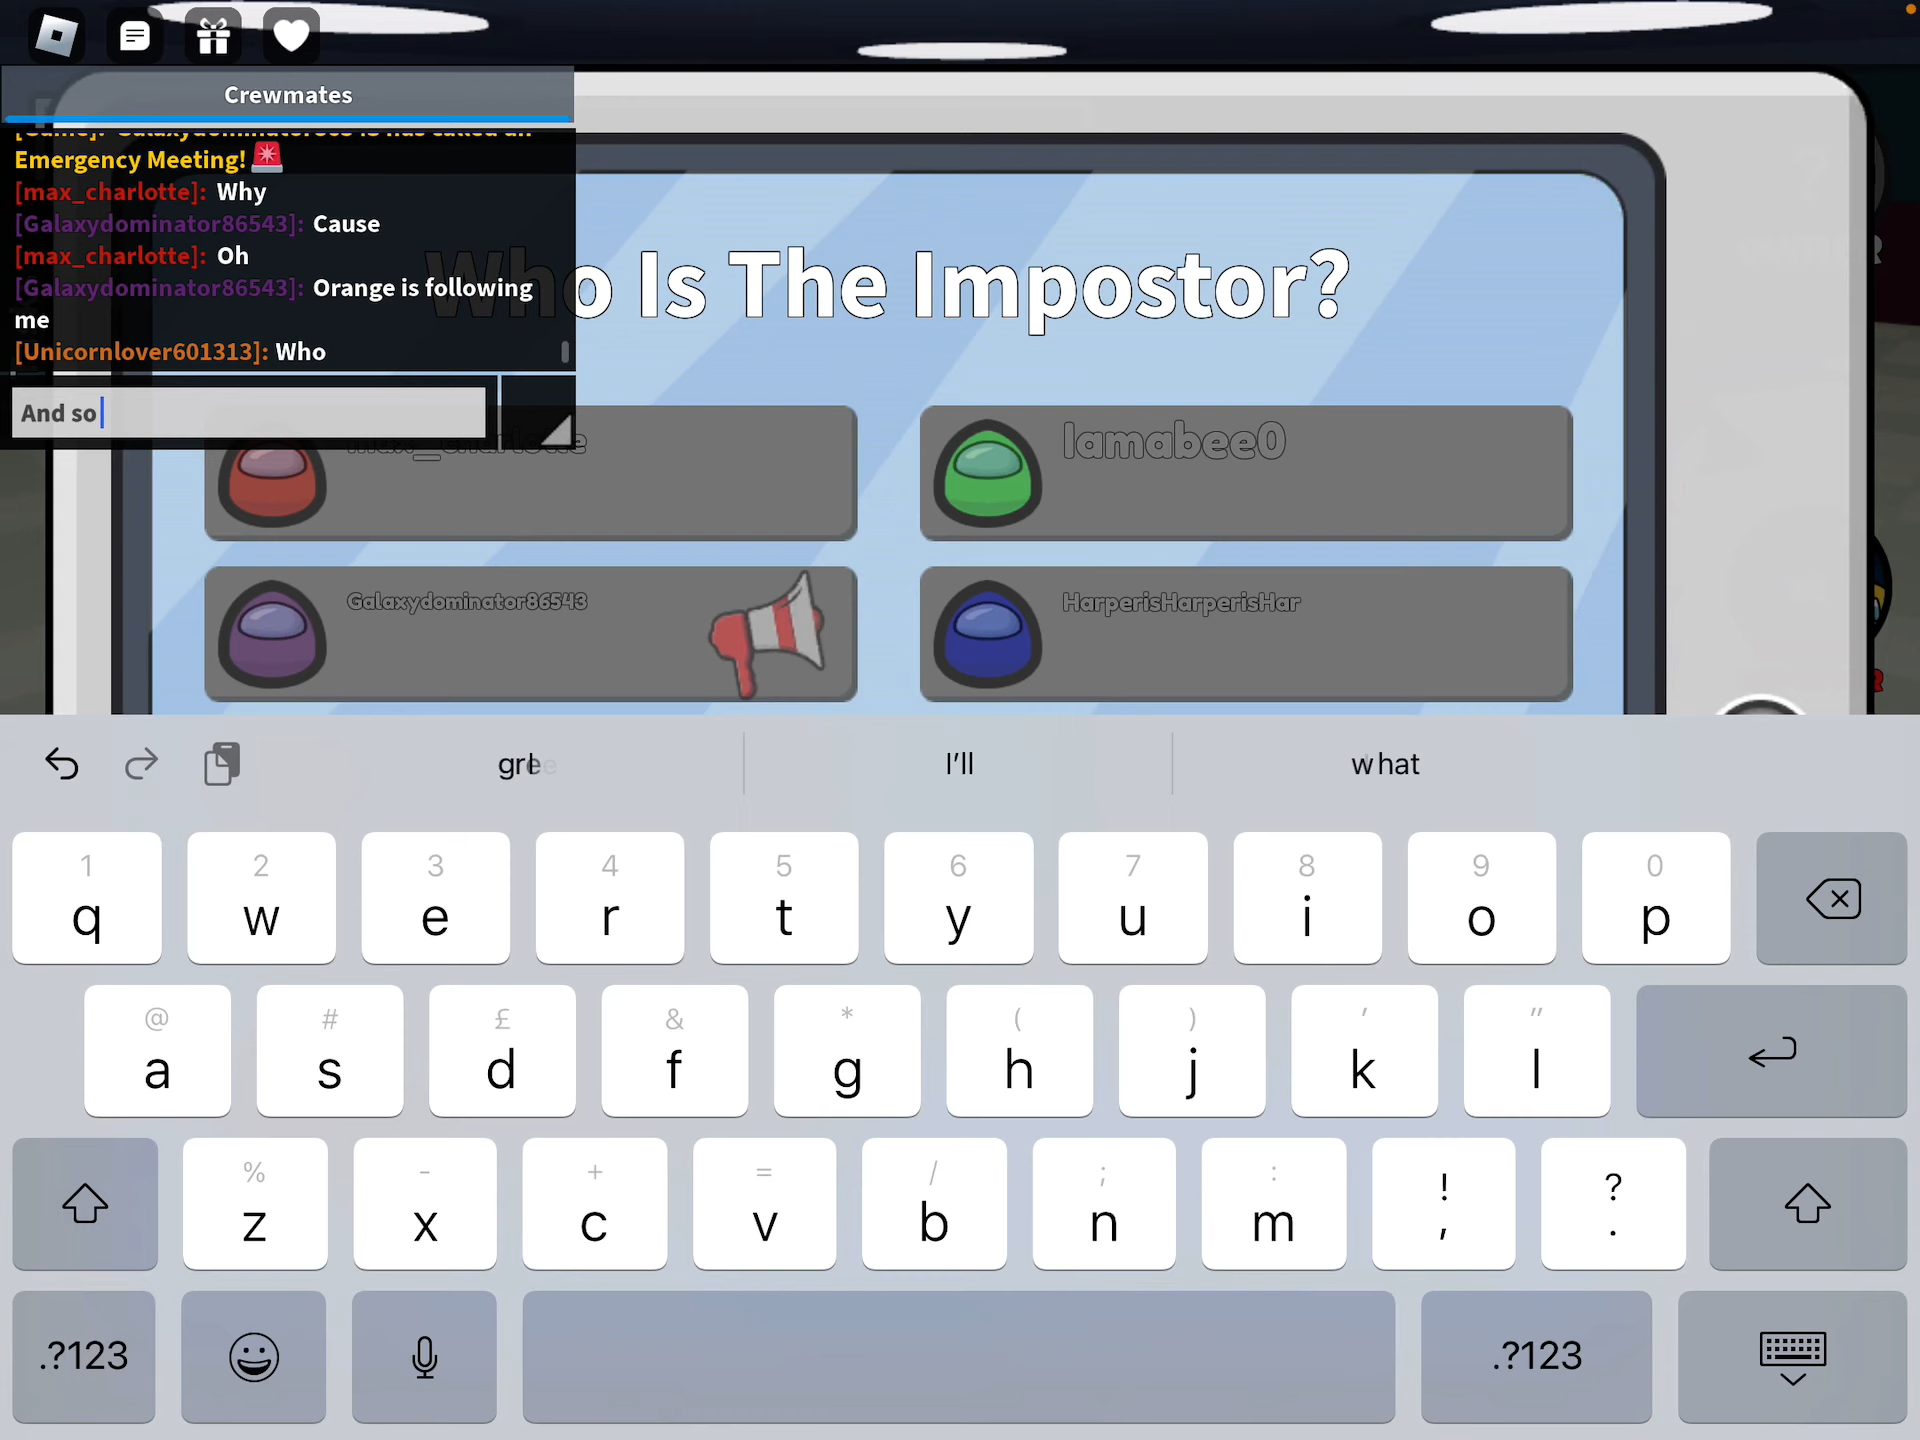 Crewmates
Emergency Meeting!
[max_charlotte]: Why
[Galaxydominator86543]: Cause
[max_charlotte]: Oh
[Galaxydominator86543]: Orange is following
me
[Unicornlover601313]: Who
And so
Who Is The Impostor?
max_charlotte
lamabee0
Galaxydominator86543
HarperisHarperisHar
I'll
what
1 2 3 4 5 6 7 8 9 0
q w e r t y u i o p
@ # £ & * ( ) ' "
a s d f g h j k l
% - + = / ; : ! ?
z x c v b n m , .
.?123 .?123